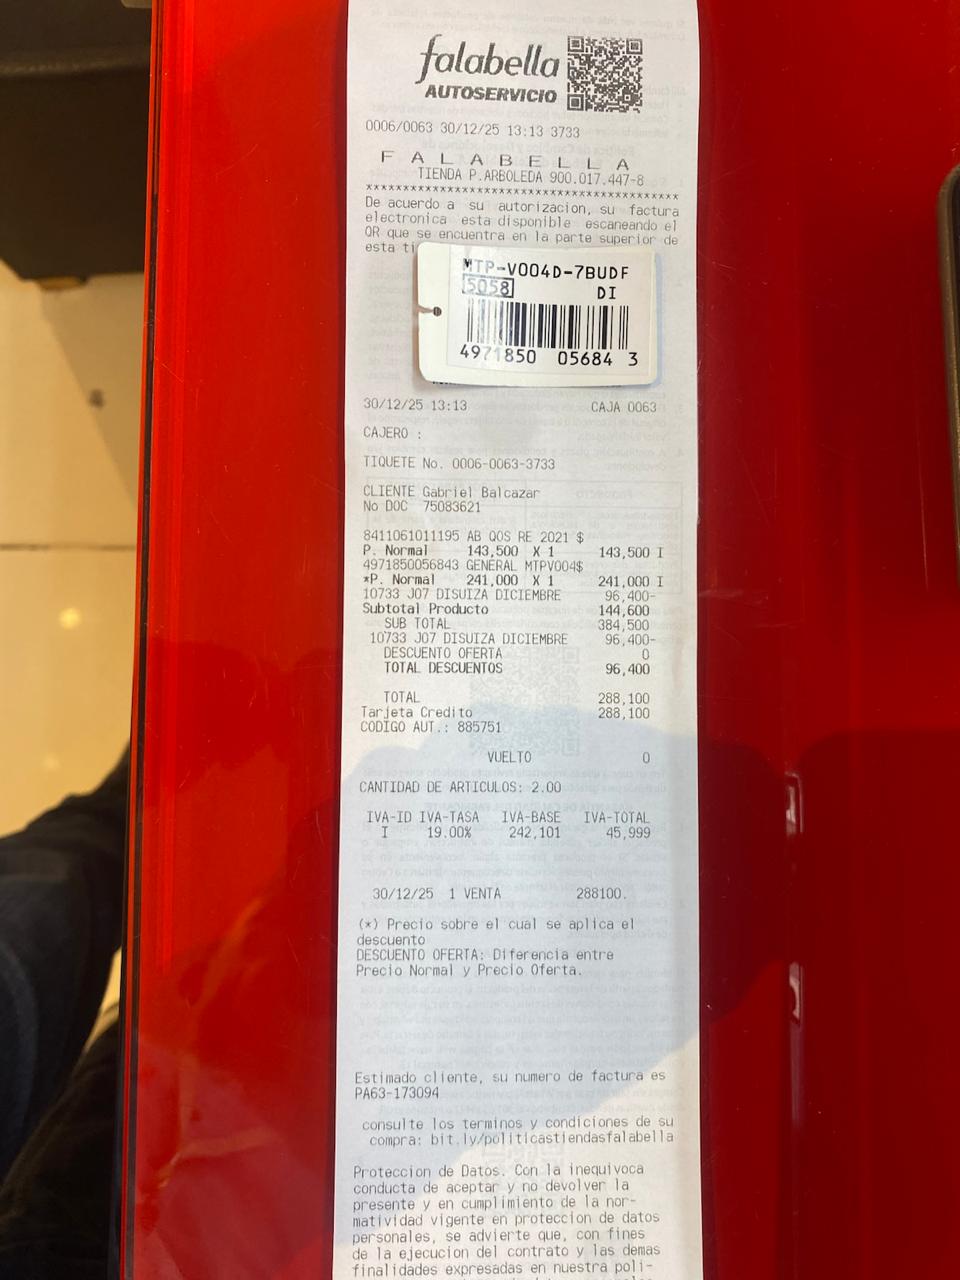 falabella
AUTOSERVICIO
0006/0063 30/12/25 13:13 3733
F A L A B E L L A
TIENDA P.ARBOLEDA 900.017.447-8
******************************************
De acuerdo a su autorizacion, su factura
electronica esta disponible escaneando el
QR que se encuentra en la parte superior de
esta
MTP-V004D-7BUDF
5058 DI
4971850 05684 3
30/12/25 13:13 CAJA 0063
CAJERO :
TIQUETE No. 0006-0063-3733
CLIENTE Gabriel Balcazar
No DOC 75083621
8411061011195 AB QOS RE 2021 $
P. Normal 143,500 X 1 143,500 I
4971850056843 GENERAL MTPV004$
*P. Normal 241,000 X 1 241,000 I
10733 J07 DISUIZA DICIEMBRE 96,400-
Subtotal Producto 144,600
SUB TOTAL 384,500
10733 J07 DISUIZA DICIEMBRE 96,400-
DESCUENTO OFERTA 0
TOTAL DESCUENTOS 96,400
TOTAL 288,100
Tarjeta Credito 288,100
CODIGO AUT.: 885751
VUELTO 0
CANTIDAD DE ARTICULOS: 2.00
IVA-ID IVA-TASA IVA-BASE IVA-TOTAL
I 19.00% 242,101 45,999
30/12/25 1 VENTA 288100.
(*) Precio sobre el cual se aplica el
descuento
DESCUENTO OFERTA: Diferencia entre
Precio Normal y Precio Oferta.
Estimado cliente, su numero de factura es
PA63-173094
consulte los terminos y condiciones de su
compra: bit.ly/politicastiendasfalabella
Proteccion de Datos. Con la inequivoca
conducta de aceptar y no devolver la
presente y en cumplimiento de la nor-
matividad vigente en proteccion de datos
personales, se advierte que, con fines
de la ejecucion del contrato y las demas
finalidades expresadas en nuestra poli-